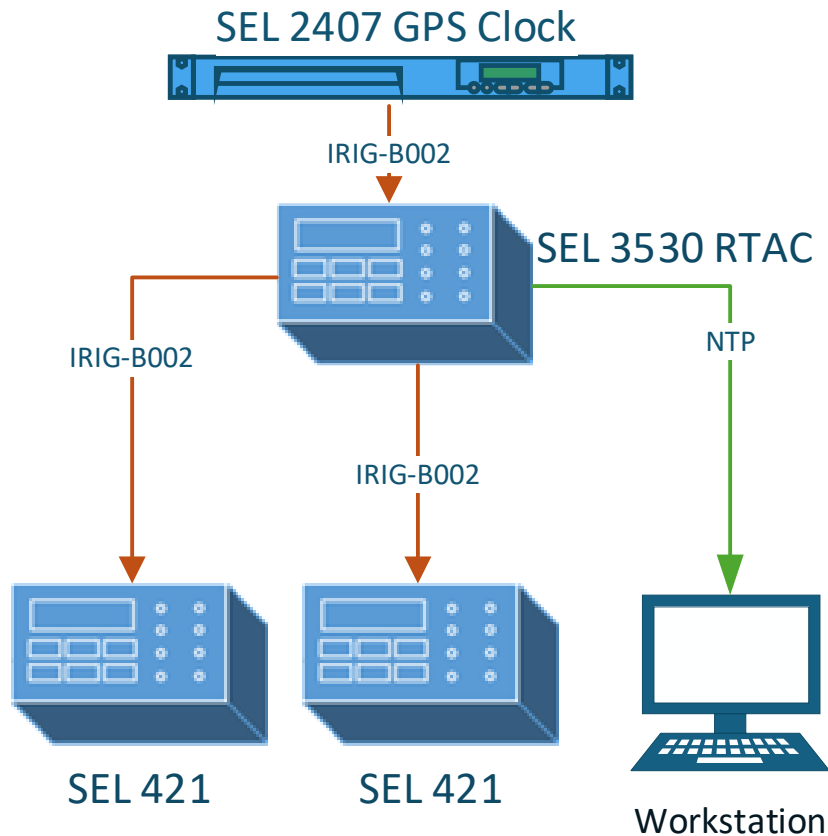 SEL 2407 GPS Clock
IRIG-B002
SEL 3530 RTAC
IRIG-B002
NTP
IRIG-B002
SEL 421
SEL 421
Workstation